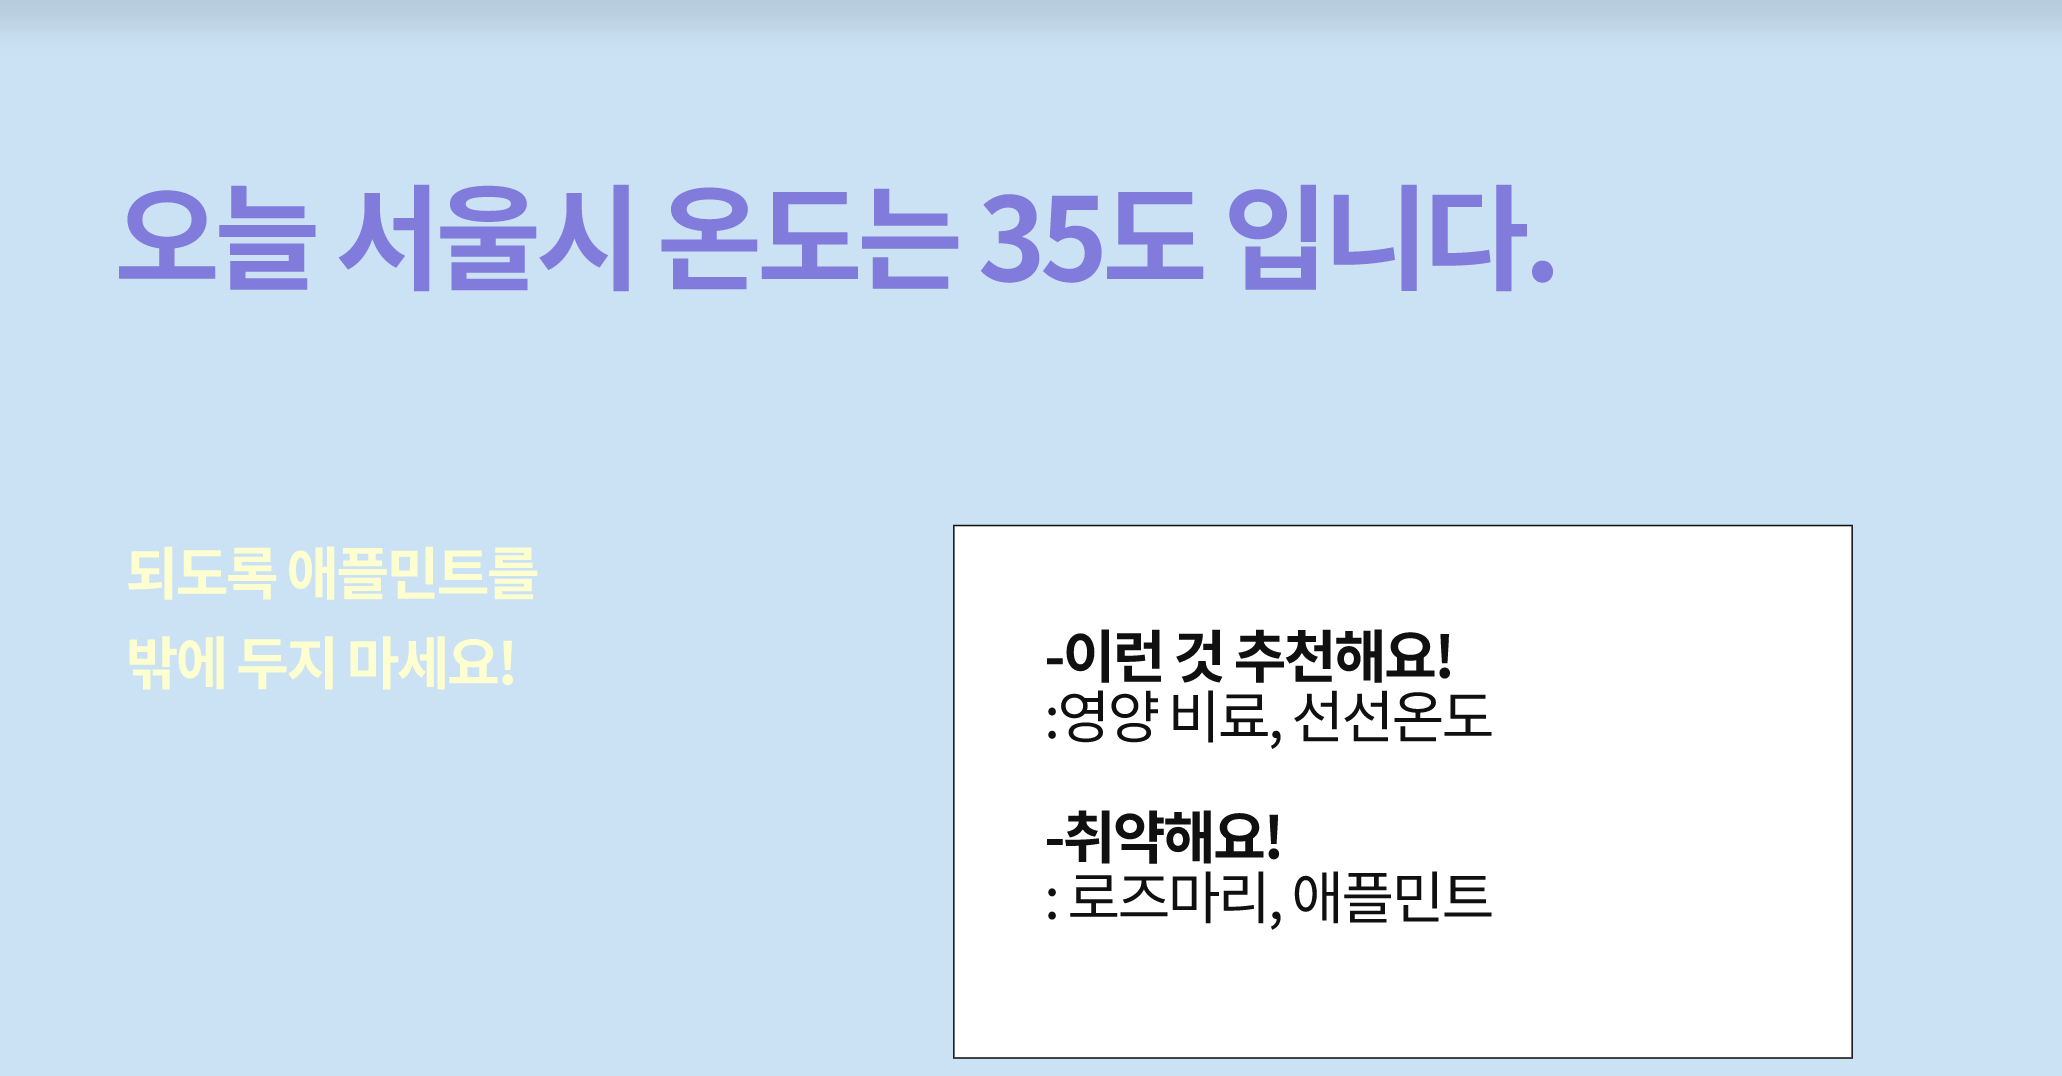 오늘 서울시 온도는 35도 입니다.
되도록 애플민트를
밖에 두지 마세요!
-이런 것 추천해요!
:영양 비료, 선선온도
-취약해요!
: 로즈마리, 애플민트